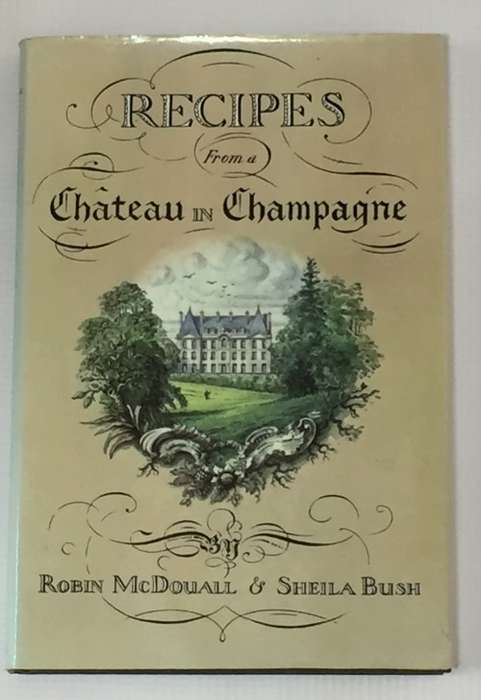 RECIPES
From a
Château IN Champagne
BY
ROBIN MCDOUALL & SHEILA BUSH